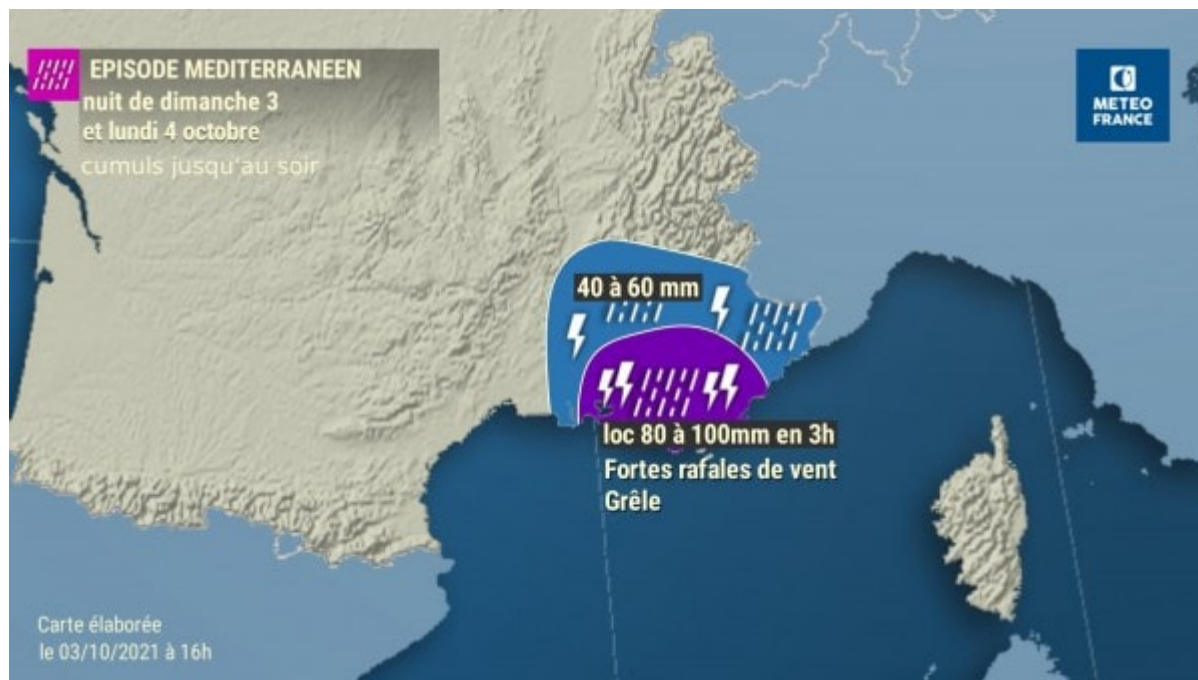 EPISODE MEDITERRANEEN
nuit de dimanche 3
et lundi 4 octobre
cumuls jusqu'au soir
METEO
FRANCE
40 à 60 mm
loc 80 à 100mm en 3h
Fortes rafales de vent
Grêle
Carte élaborée
le 03/10/2021 à 16h